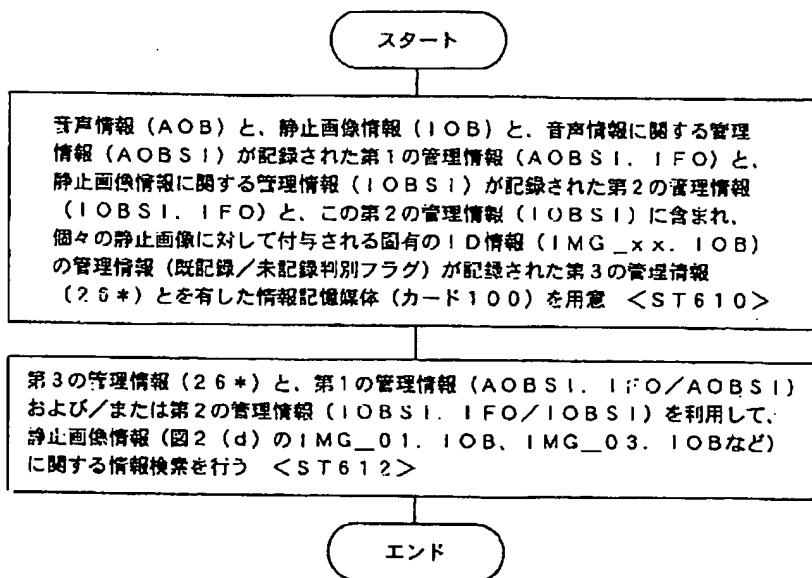 スタート
音声情報（AOB）と、静止画像情報（IOB）と、音声情報に関する管理
情報（AOBSI）が記録された第1の管理情報（AOBSI．IFO）と、
静止画像情報に関する管理情報（IOBSI）が記録された第2の管理情報
（IOBSI．IFO）と、この第2の管理情報（IOBSI）に含まれ、
個々の静止画像に対して付与される固有のID情報（IMG_xx．IOB）
の管理情報（既記録／未記録判別フラグ）が記録された第3の管理情報
（26*）とを有した情報記憶媒体（カード100）を用意 ＜ST610＞
第3の管理情報（26*）と、第1の管理情報（AOBSI．IFO／AOBSI）
および／または第2の管理情報（IOBSI．IFO／IOBSI）を利用して、
静止画像情報（図2（d）のIMG_01．IOB、IMG_03．IOBなど）
に関する情報検索を行う ＜ST612＞
エンド